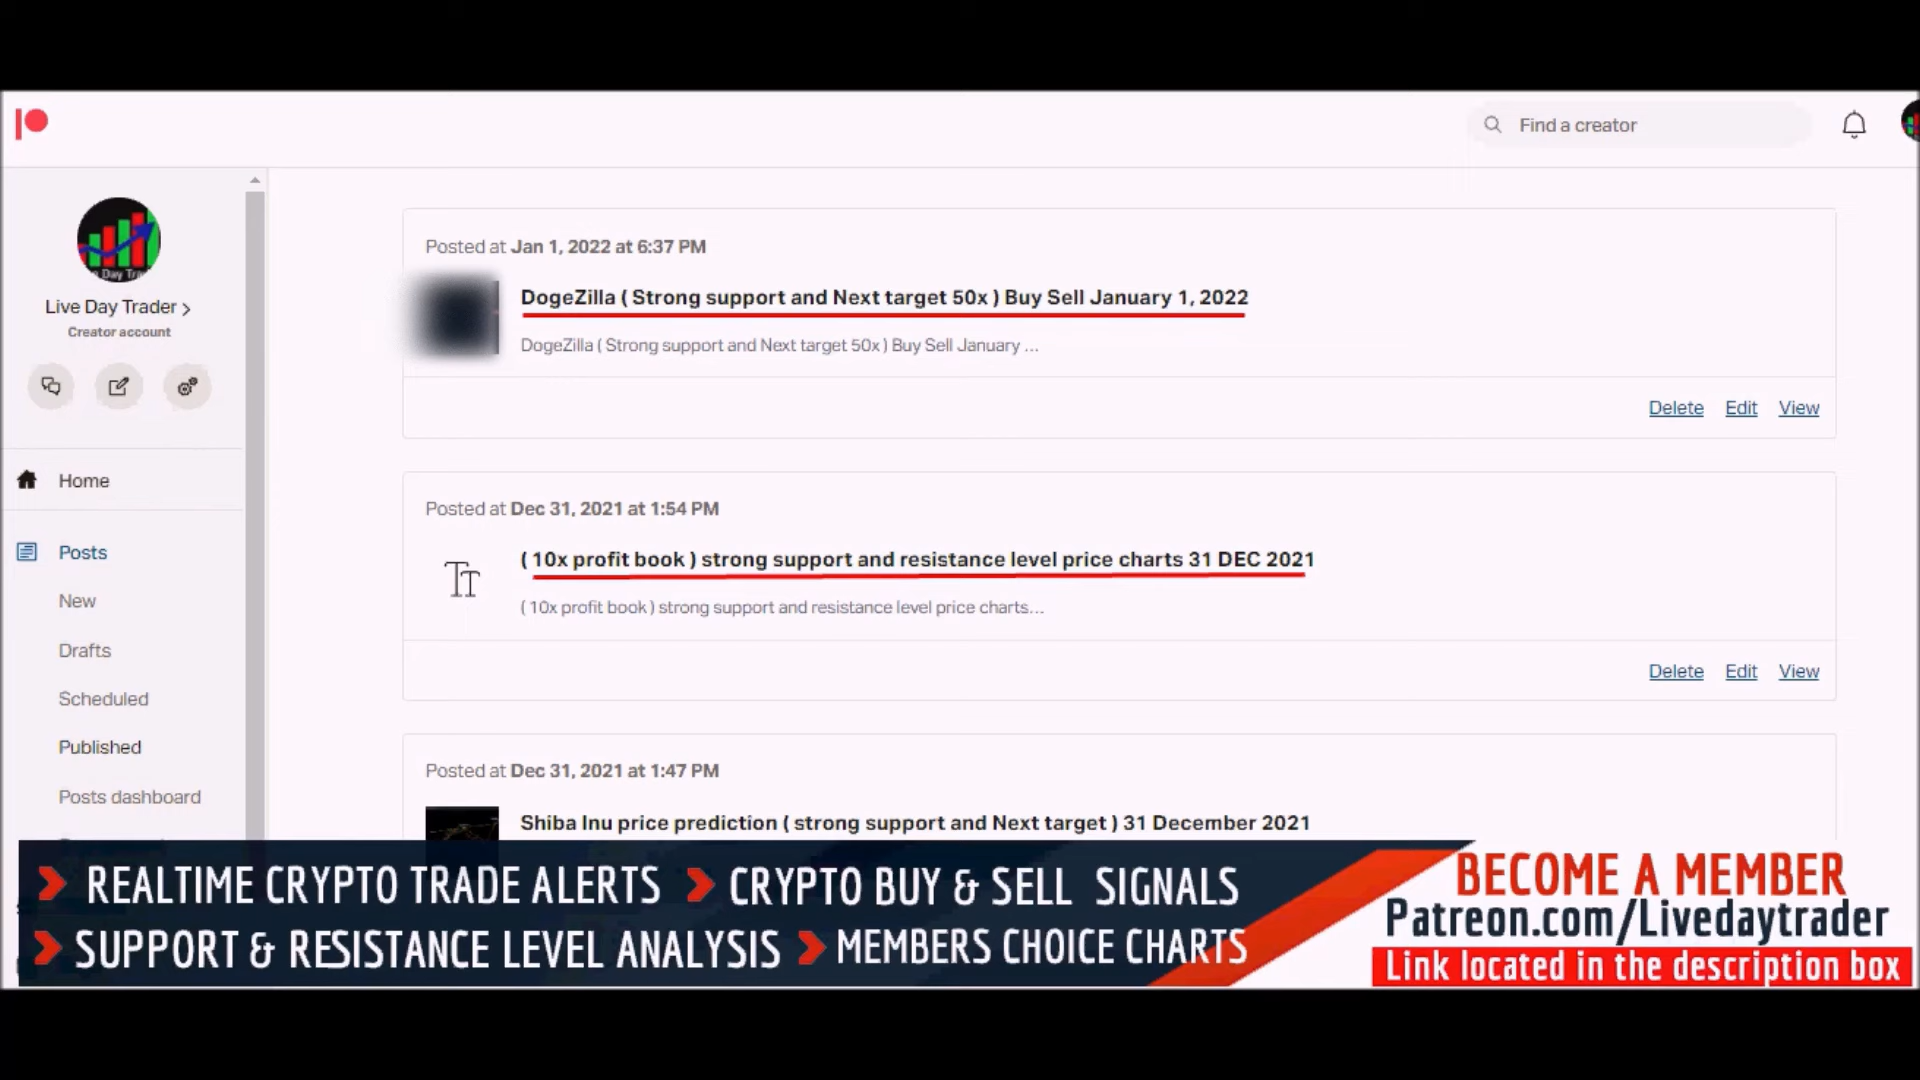 Find a creator
Day Tra
Live Day Trader >
Creator account
Home
Posts
New
Drafts
Scheduled
Published
Posts dashboard
Posted at Jan 1, 2022 at 6:37 PM
DogeZilla ( Strong support and Next target 50x ) Buy Sell January 1, 2022
DogeZilla ( Strong support and Next target 50x ) Buy Sell January ...
Delete Edit View
Posted at Dec 31, 2021 at 1:54 PM
( 10x profit book ) strong support and resistance level price charts 31 DEC 2021
( 10x profit book ) strong support and resistance level price charts...
Delete Edit View
Posted at Dec 31, 2021 at 1:47 PM
Shiba Inu price prediction ( strong support and Next target ) 31 December 2021
REALTIME CRYPTO TRADE ALERTS
CRYPTO BUY & SELL SIGNALS
SUPPORT & RESISTANCE LEVEL ANALYSIS
MEMBERS CHOICE CHARTS
BECOME A MEMBER
Patreon.com/Livedaytrader
Link located in the description box